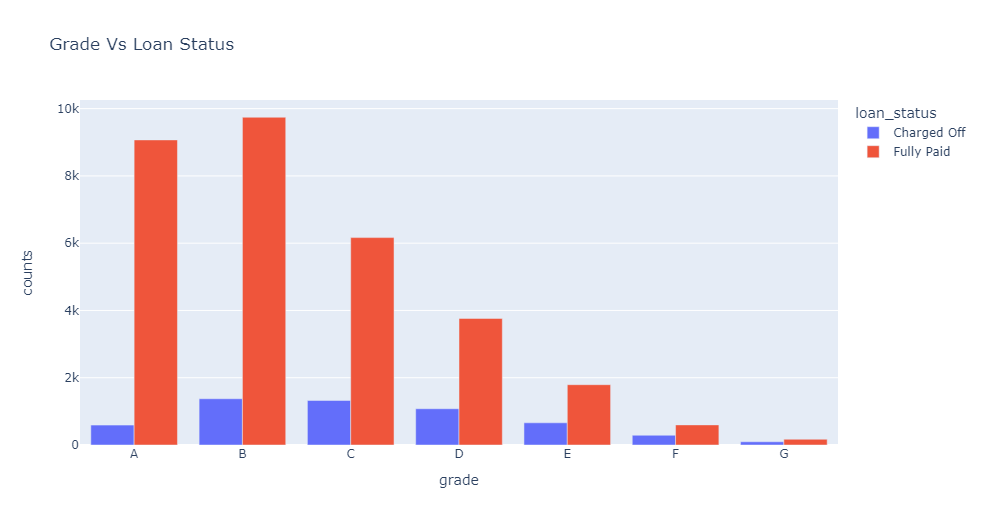 Grade Vs Loan Status
loan_status
Charged Off
Fully Paid
counts
10k
8k
6k
4k
2k
0
A B C D E F G
grade